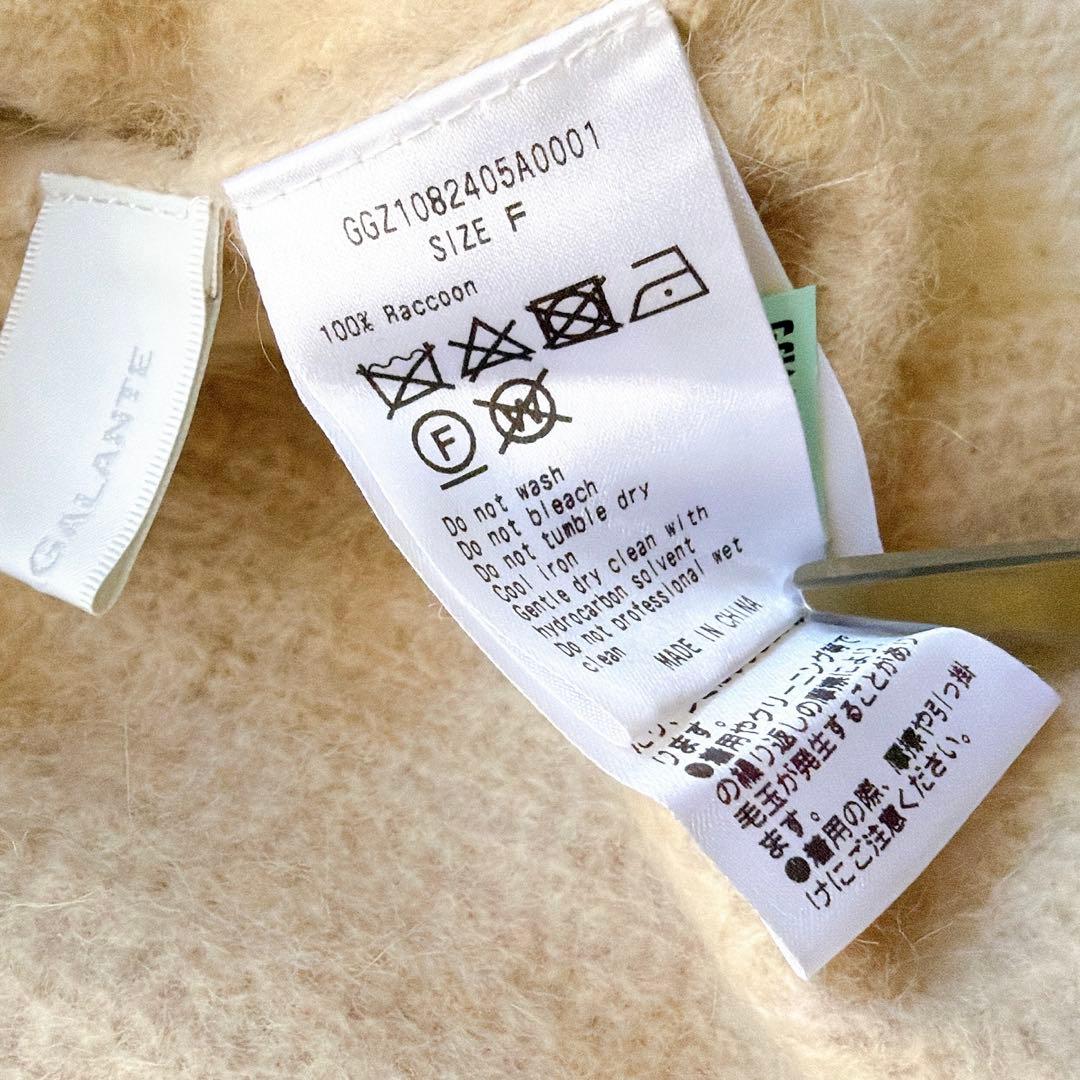 GALANTE
GGZ1082405A0001
SIZE F
100% Raccoon
F
W
Do not wash
Do not bleach
Do not tumble dry
Cool iron
Gentle dry clean with
hydrocarbon solvent
Do not professional wet
clean
MADE IN CHINA
ります。
●着用やクリーニング等で
の繰り返しの摩擦により、
毛玉が発生することがあり
ます。
●着用の際、摩擦や引っ掛
けにご注意ください。